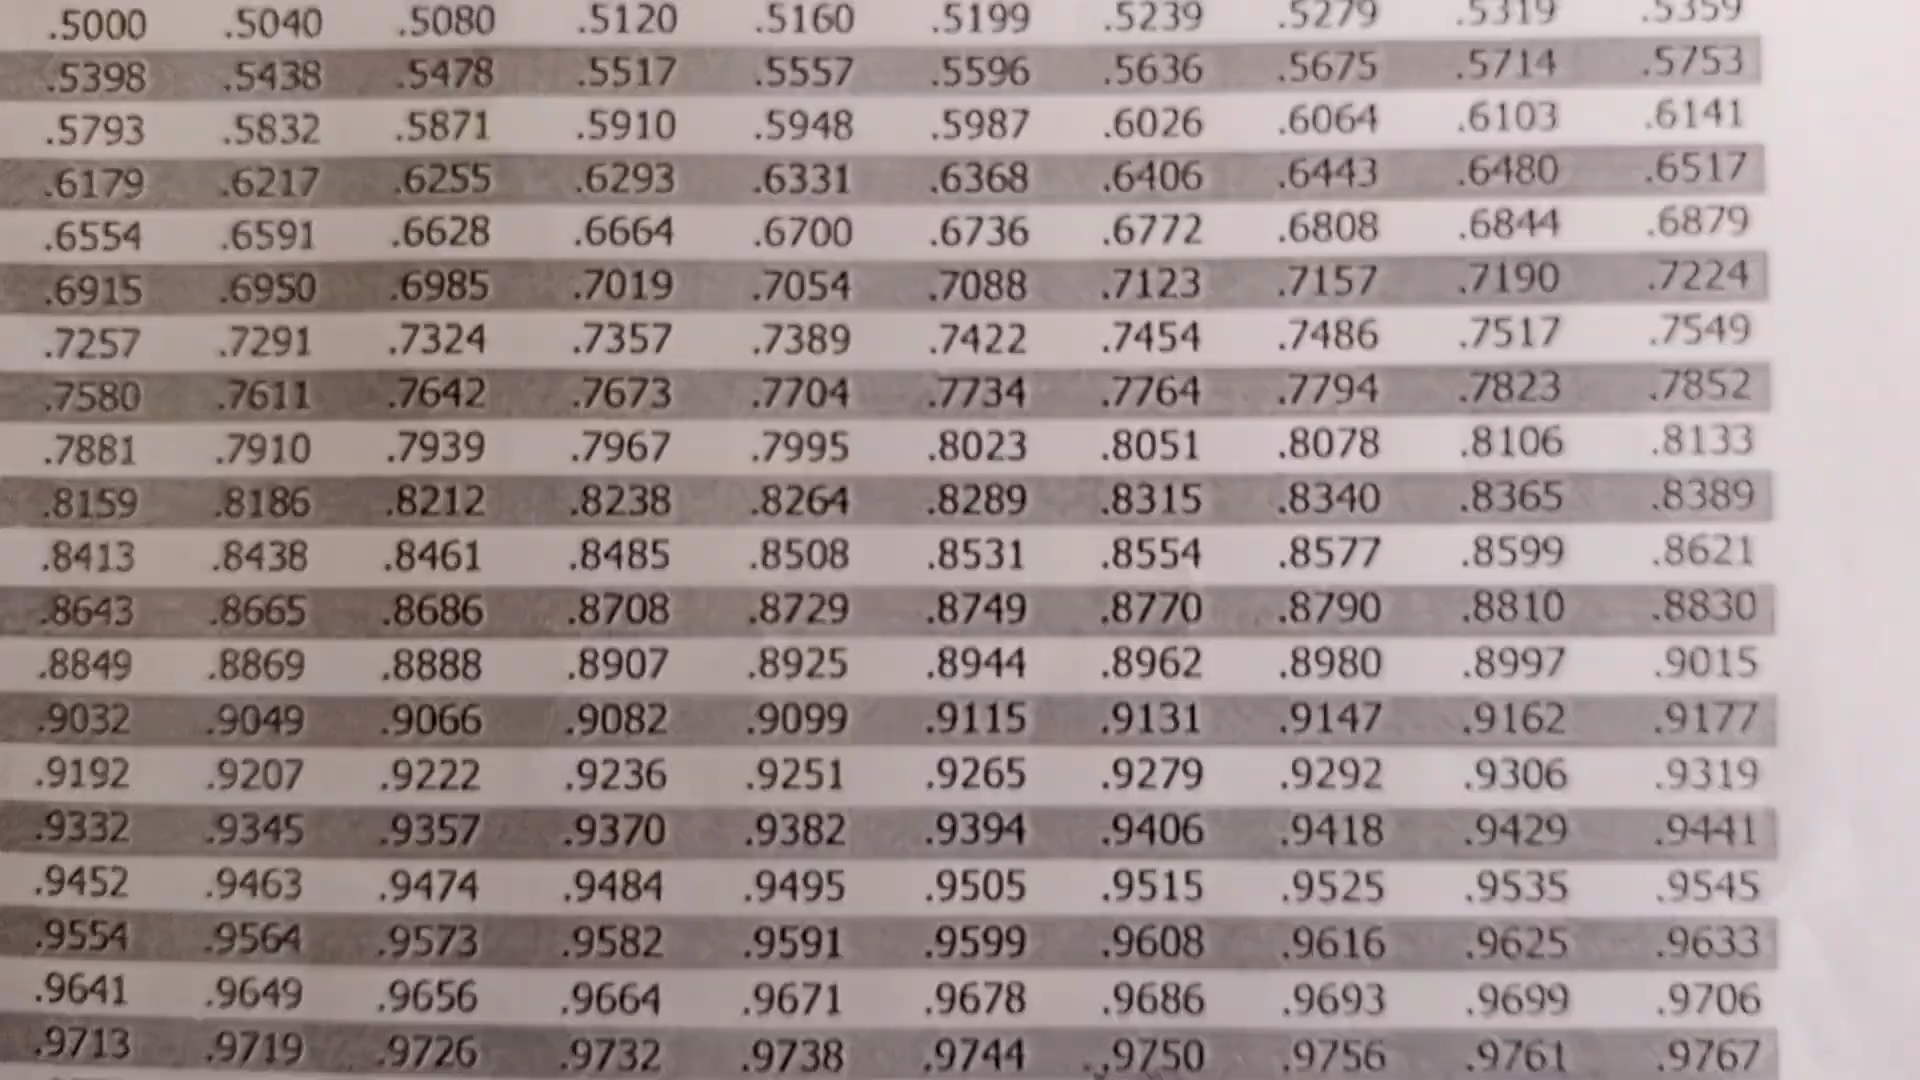 .5000 .5040 .5080 .5120 .5160 .5199 .5239 .5279 .5319 .5359
.5398 .5438 .5478 .5517 .5557 .5596 .5636 .5675 .5714 .5753
.5793 .5832 .5871 .5910 .5948 .5987 .6026 .6064 .6103 .6141
.6179 .6217 .6255 .6293 .6331 .6368 .6406 .6443 .6480 .6517
.6554 .6591 .6628 .6664 .6700 .6736 .6772 .6808 .6844 .6879
.6915 .6950 .6985 .7019 .7054 .7088 .7123 .7157 .7190 .7224
.7257 .7291 .7324 .7357 .7389 .7422 .7454 .7486 .7517 .7549
.7580 .7611 .7642 .7673 .7704 .7734 .7764 .7794 .7823 .7852
.7881 .7910 .7939 .7967 .7995 .8023 .8051 .8078 .8106 .8133
.8159 .8186 .8212 .8238 .8264 .8289 .8315 .8340 .8365 .8389
.8413 .8438 .8461 .8485 .8508 .8531 .8554 .8577 .8599 .8621
.8643 .8665 .8686 .8708 .8729 .8749 .8770 .8790 .8810 .8830
.8849 .8869 .8888 .8907 .8925 .8944 .8962 .8980 .8997 .9015
.9032 .9049 .9066 .9082 .9099 .9115 .9131 .9147 .9162 .9177
.9192 .9207 .9222 .9236 .9251 .9265 .9279 .9292 .9306 .9319
.9332 .9345 .9357 .9370 .9382 .9394 .9406 .9418 .9429 .9441
.9452 .9463 .9474 .9484 .9495 .9505 .9515 .9525 .9535 .9545
.9554 .9564 .9573 .9582 .9591 .9599 .9608 .9616 .9625 .9633
.9641 .9649 .9656 .9664 .9671 .9678 .9686 .9693 .9699 .9706
.9713 .9719 .9726 .9732 .9738 .9744 .9750 .9756 .9761 .9767